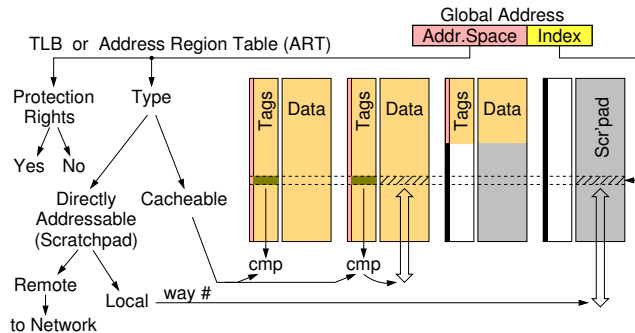 Global Address
TLB or Address Region Table (ART)
Addr.Space Index
Protection
Rights
Type
Yes No
Tags Data Tags Data Tags Data Scr'pad
Directly
Addressable
(Scratchpad)
Cacheable
cmp cmp
Remote
Local
way #
to Network